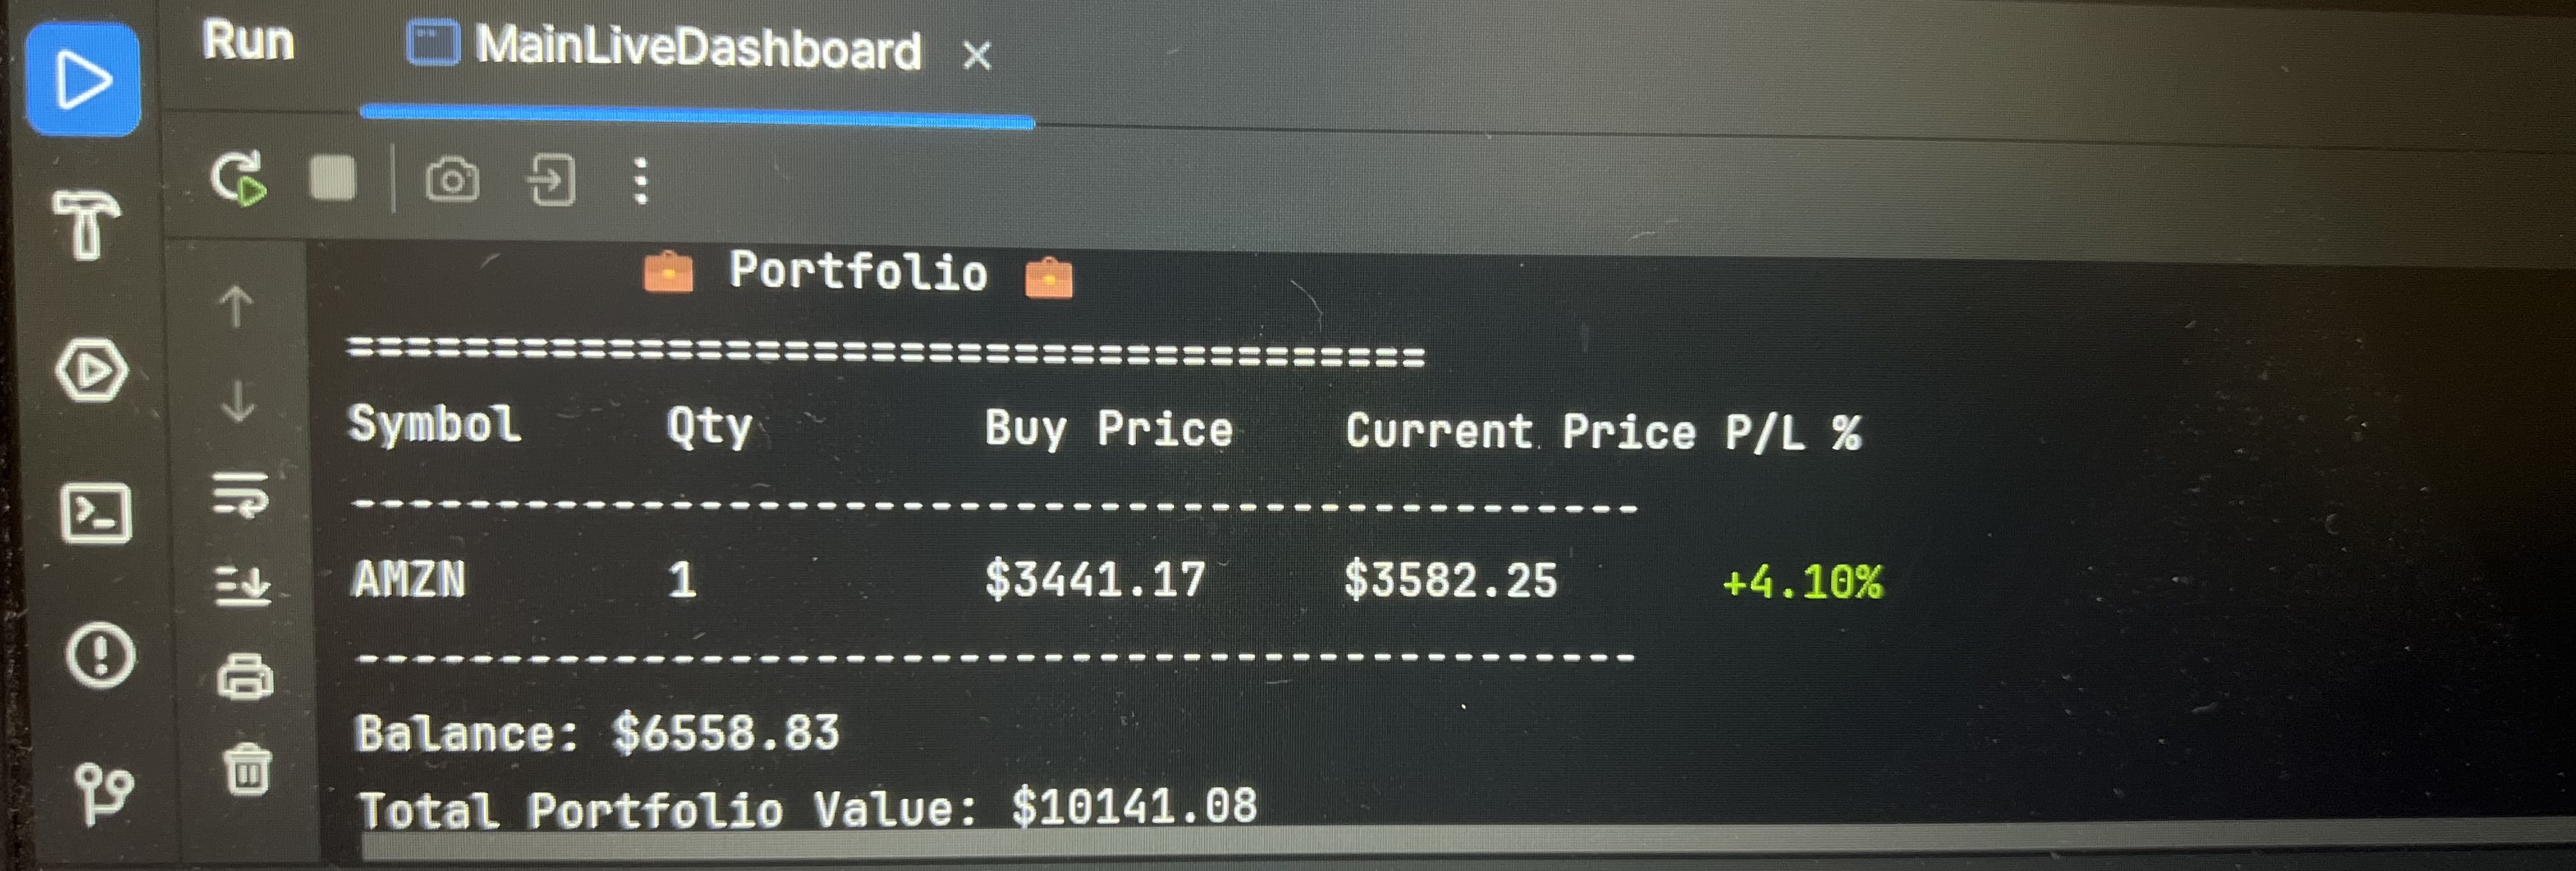 Run MainLiveDashboard
💼 Portfolio 💼
======================================
Symbol Qty Buy Price Current Price P/L %
---------------------------------------------
AMZN 1 $3441.17 $3582.25 +4.10%
---------------------------------------------
Balance: $6558.83
Total Portfolio Value: $10141.08